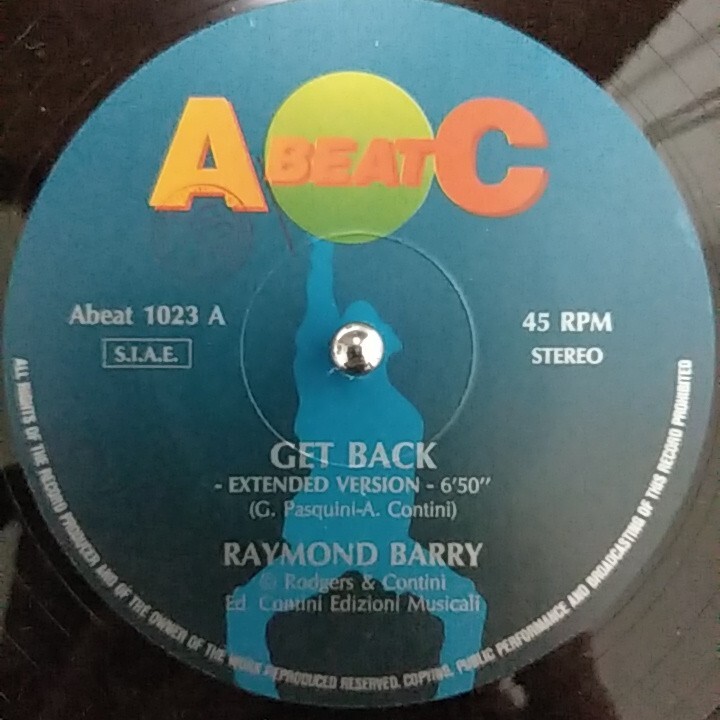 A BEAT C
Abeat 1023 A
S.I.A.E.
45 RPM
STEREO
GET BACK
- EXTENDED VERSION - 6'50"
(G. Pasquini-A. Contini)
RAYMOND BARRY
© Rodgers & Contini
Ed. Contini Edizioni Musicali
ALL RIGHTS OF THE RECORD PRODUCER AND OF THE OWNER OF THE WORK REPRODUCED RESERVED. COPYING, PUBLIC PERFORMANCE AND BROADCASTING OF THIS RECORD PROHIBITED